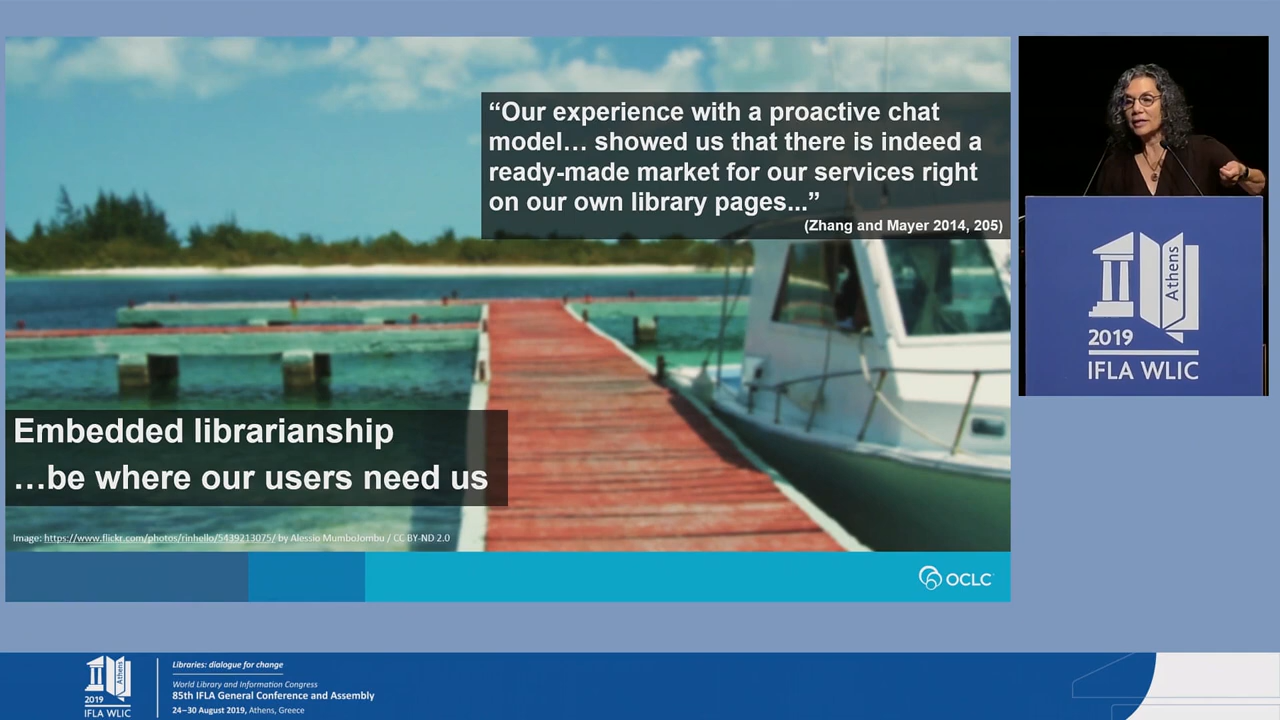 “Our experience with a proactive chat
model… showed us that there is indeed a
ready-made market for our services right
on our own library pages...”
(Zhang and Mayer 2014, 205)
Embedded librarianship
…be where our users need us
Image: https://www.flickr.com/photos/rinhello/5439213075/ by Alessio MumboJombu / CC BY-ND 2.0
OCLC
Athens
2019
IFLA WLIC
Athens
2019
IFLA WLIC
Libraries: dialogue for change
World Library and Information Congress
85th IFLA General Conference and Assembly
24–30 August 2019, Athens, Greece